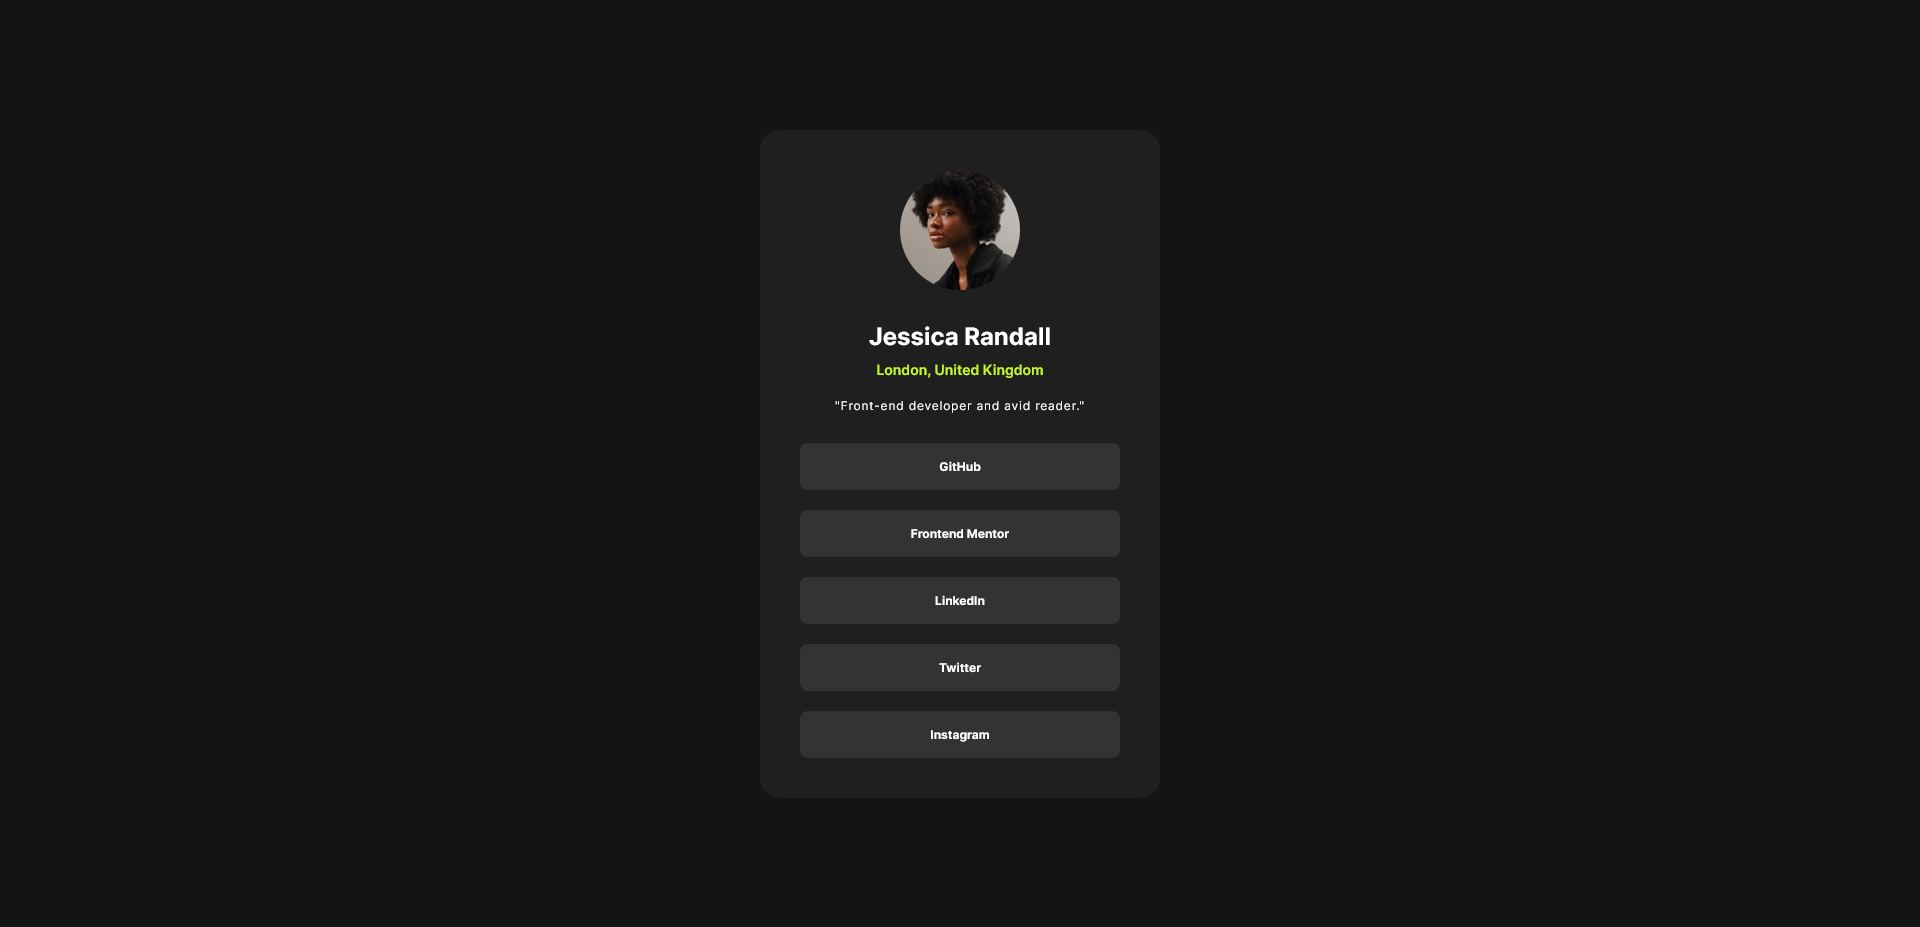 Jessica Randall
London, United Kingdom
"Front-end developer and avid reader."
GitHub
Frontend Mentor
LinkedIn
Twitter
Instagram